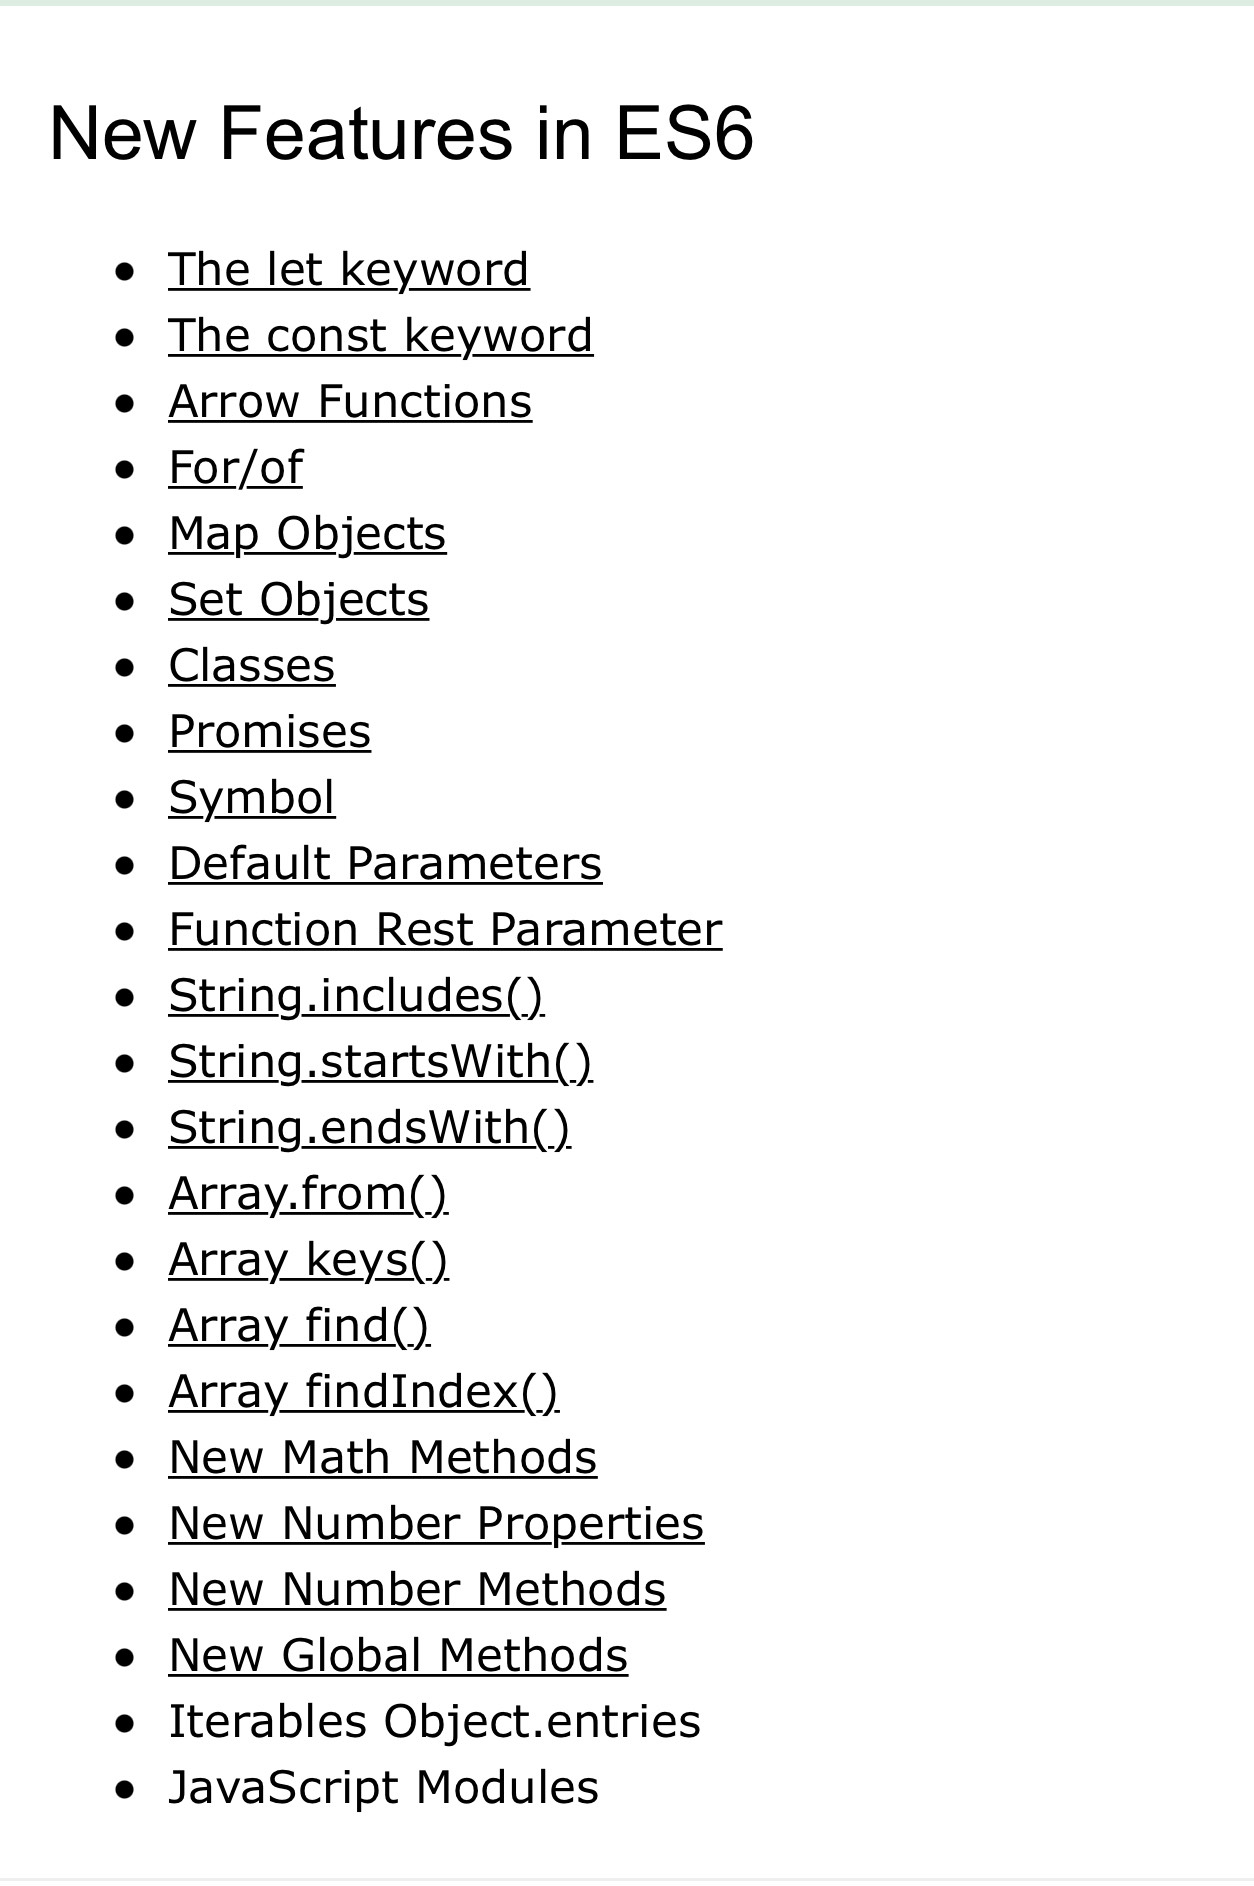 New Features in ES6
The let keyword
The const keyword
Arrow Functions
For/of
Map Objects
Set Objects
Classes
Promises
Symbol
Default Parameters
Function Rest Parameter
String.includes()
String.startsWith()
String.endsWith()
Array.from()
Array keys()
Array find()
Array findIndex()
New Math Methods
New Number Properties
New Number Methods
New Global Methods
Iterables Object.entries
JavaScript Modules